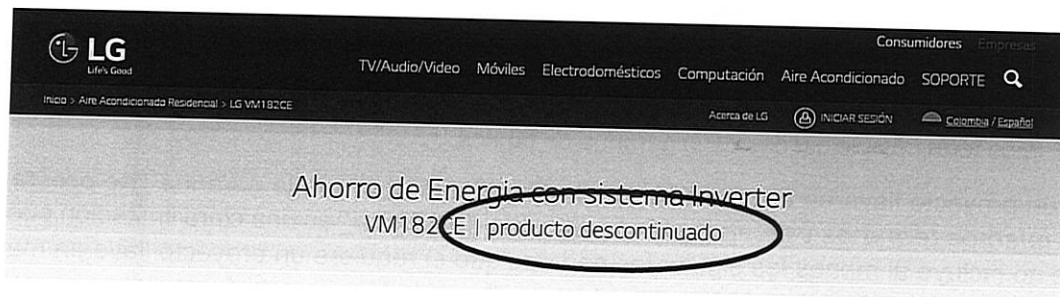 LG
Life's Good
Consumidores Empresas
TV/Audio/Video Móviles Electrodomésticos Computación Aire Acondicionado SOPORTE
Inicio > Aire Acondicionado Residencial > LG VM182CE
Acerca de LG INICIAR SESIÓN Colombia / Español
Ahorro de Energia con sistema Inverter
VM182CE | producto descontinuado